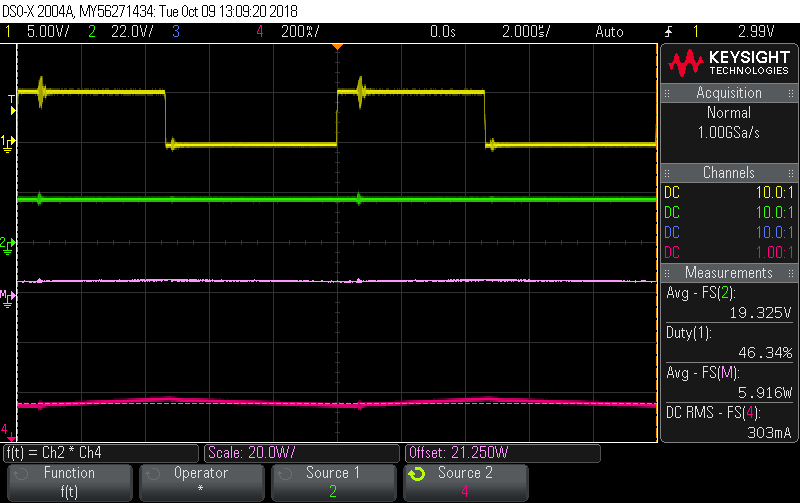 DSO-X 2004A, MY56271434: Tue Oct 09 13:09:20 2018
1 5.00V/ 2 22.0V/ 3 4 200%/ 0.0s 2.000%/ Auto 1 2.99V
KEYSIGHT
TECHNOLOGIES
Acquisition
Normal
1.00GSa/s
Channels
DC 10.0:1
DC 10.0:1
DC 10.0:1
DC 1.00:1
Measurements
Avg - FS(2):
19.325V
Duty(1):
46.34%
Avg - FS(M):
5.916W
DC RMS - FS(4):
303mA
T
1
2
M
4
f(t) = Ch2 * Ch4
Scale: 20.0W/
Offset: 21.250W
Function
f(t)
Operator
*
Source 1
2
Source 2
4